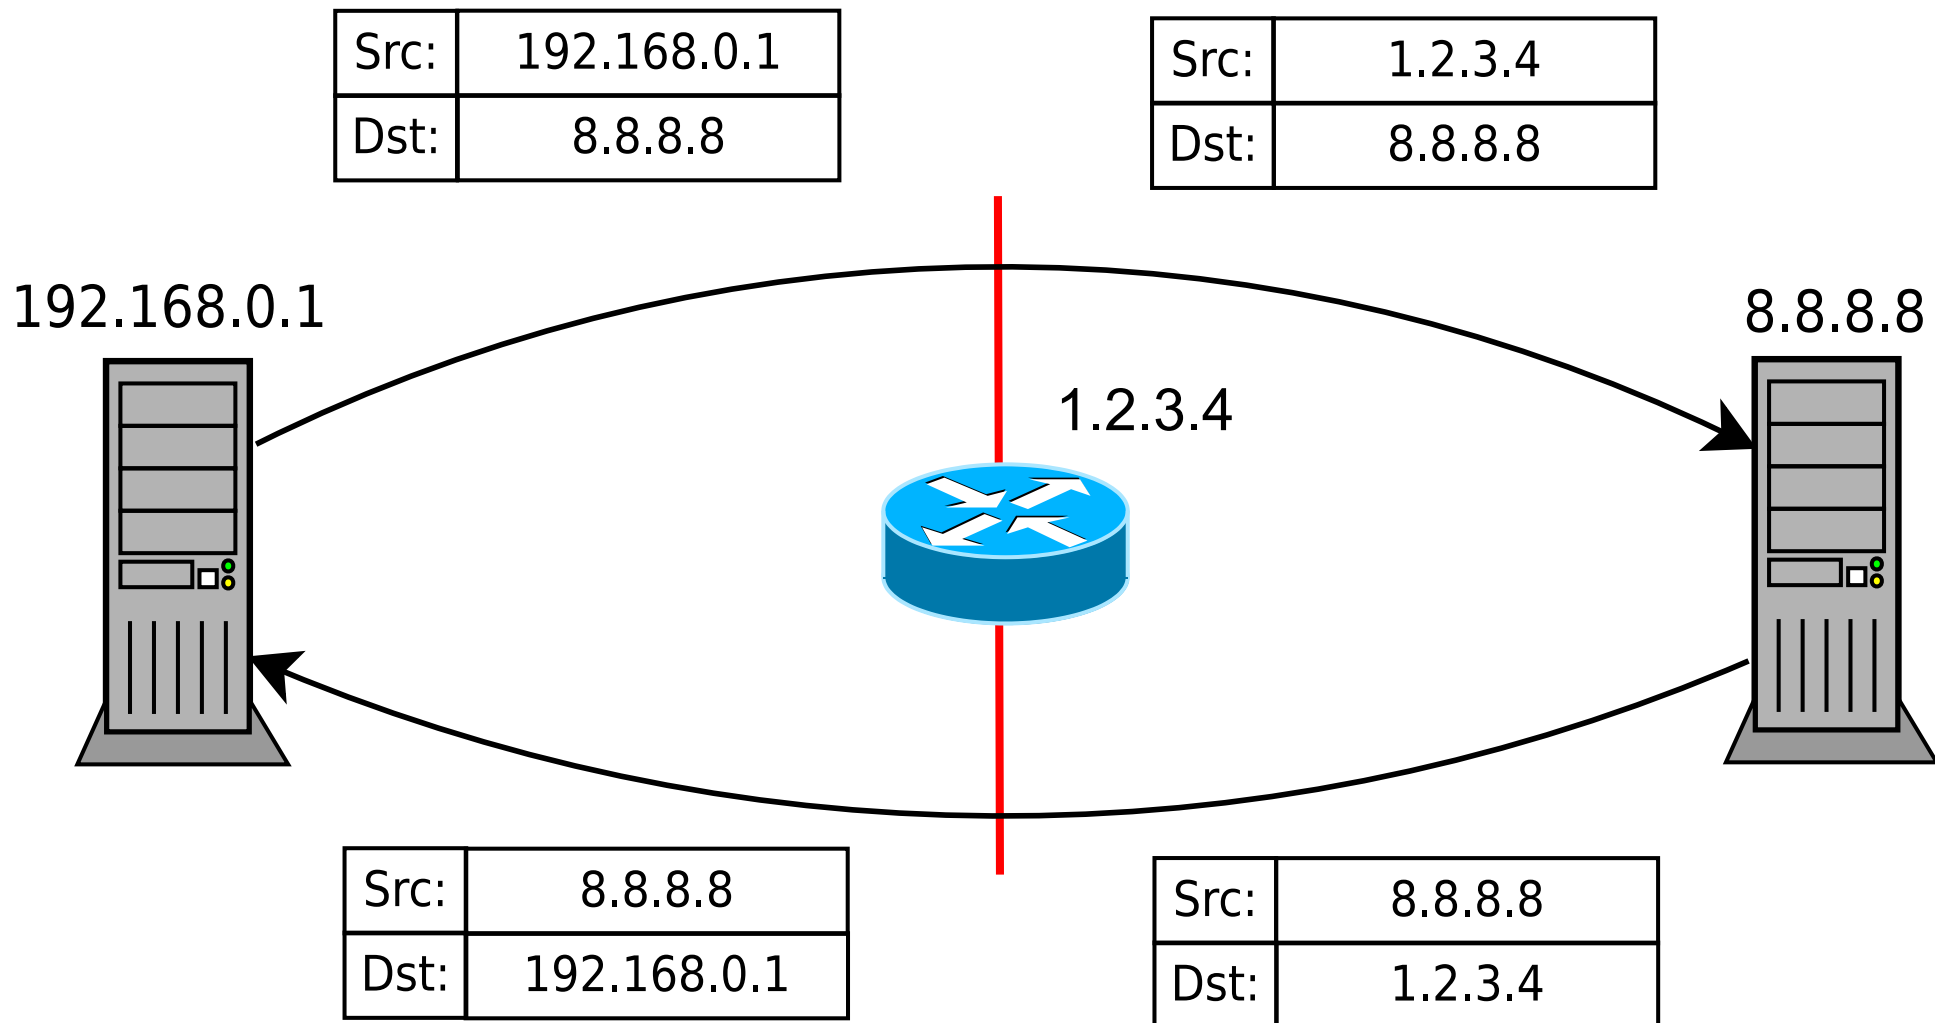 Src: 192.168.0.1
Dst: 8.8.8.8
Src: 1.2.3.4
Dst: 8.8.8.8
192.168.0.1
8.8.8.8
1.2.3.4
Src: 8.8.8.8
Dst: 192.168.0.1
Src: 8.8.8.8
Dst: 1.2.3.4